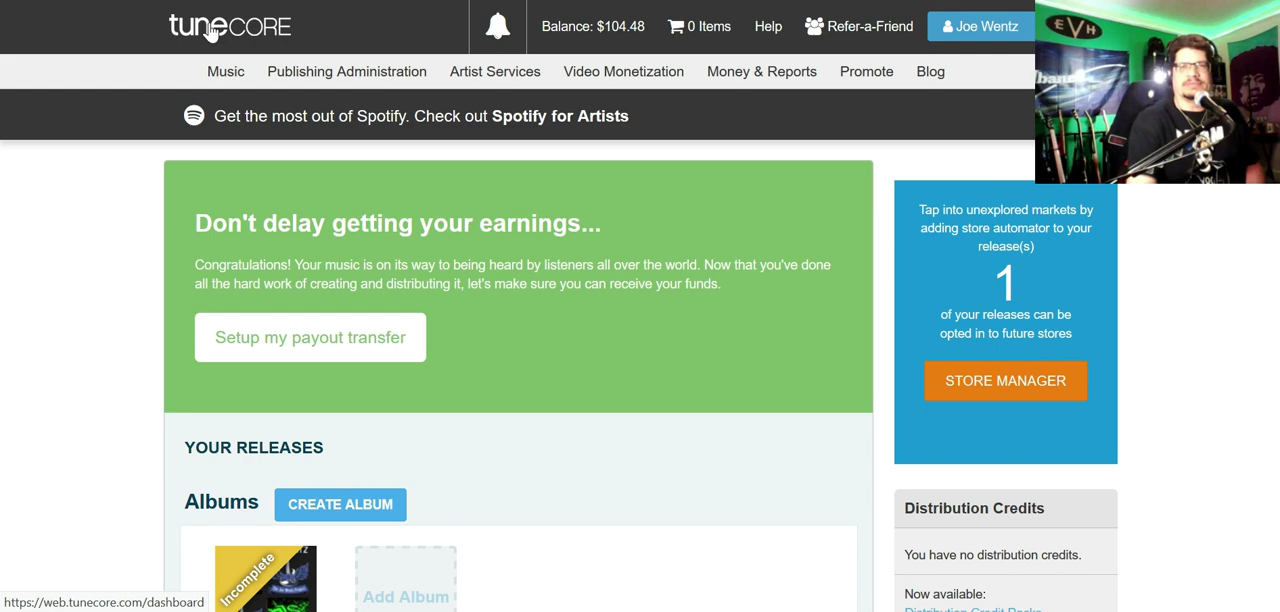 tunecore
Balance: $104.48
0 Items
Help
Refer-a-Friend
Joe Wentz
EVH
Music
Publishing Administration
Artist Services
Video Monetization
Money & Reports
Promote
Blog
Get the most out of Spotify. Check out Spotify for Artists
Don't delay getting your earnings...
Congratulations! Your music is on its way to being heard by listeners all over the world. Now that you've done
all the hard work of creating and distributing it, let's make sure you can receive your funds.
Setup my payout transfer
Tap into unexplored markets by
adding store automator to your
release(s)
1
of your releases can be
opted in to future stores
STORE MANAGER
YOUR RELEASES
Albums
CREATE ALBUM
Incomplete
Add Album
Distribution Credits
You have no distribution credits.
Now available:
Distribution Credit Packs
https://web.tunecore.com/dashboard